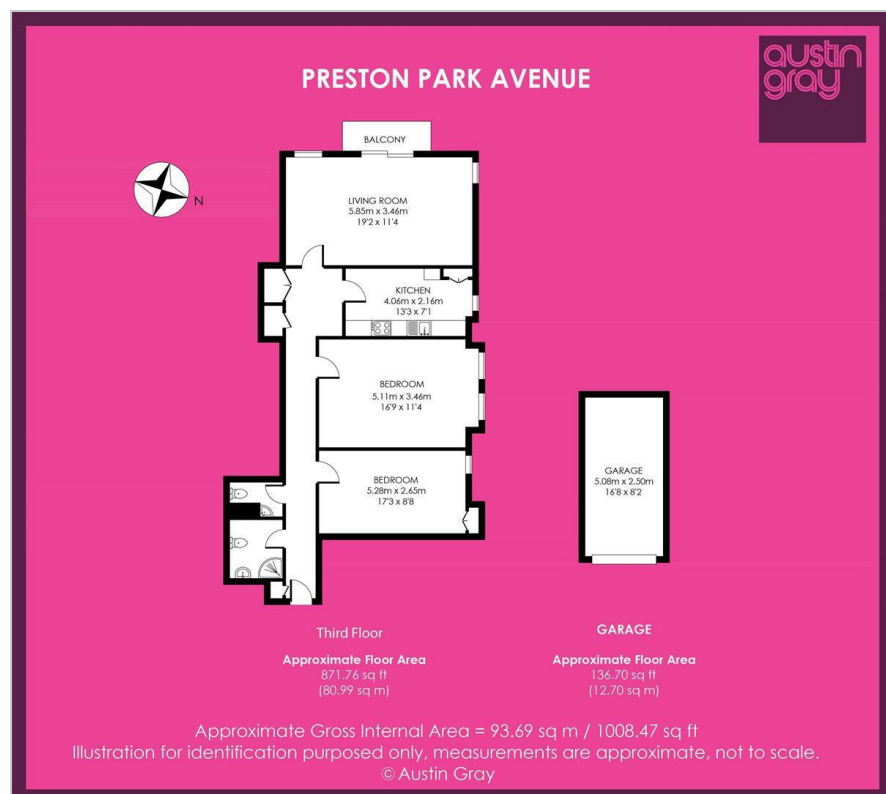 austin
gray
PRESTON PARK AVENUE
BALCONY
N
LIVING ROOM
5.85m x 3.46m
19'2 x 11'4
KITCHEN
4.06m x 2.16m
13'3 x 7'1
BEDROOM
5.11m x 3.46m
16'9 x 11'4
BEDROOM
5.28m x 2.65m
17'3 x 8'8
GARAGE
5.08m x 2.50m
16'8 x 8'2
Third Floor
Approximate Floor Area
871.76 sq ft
(80.99 sq m)
GARAGE
Approximate Floor Area
136.70 sq ft
(12.70 sq m)
Approximate Gross Internal Area = 93.69 sq m / 1008.47 sq ft
Illustration for identification purposed only, measurements are approximate, not to scale.
© Austin Gray